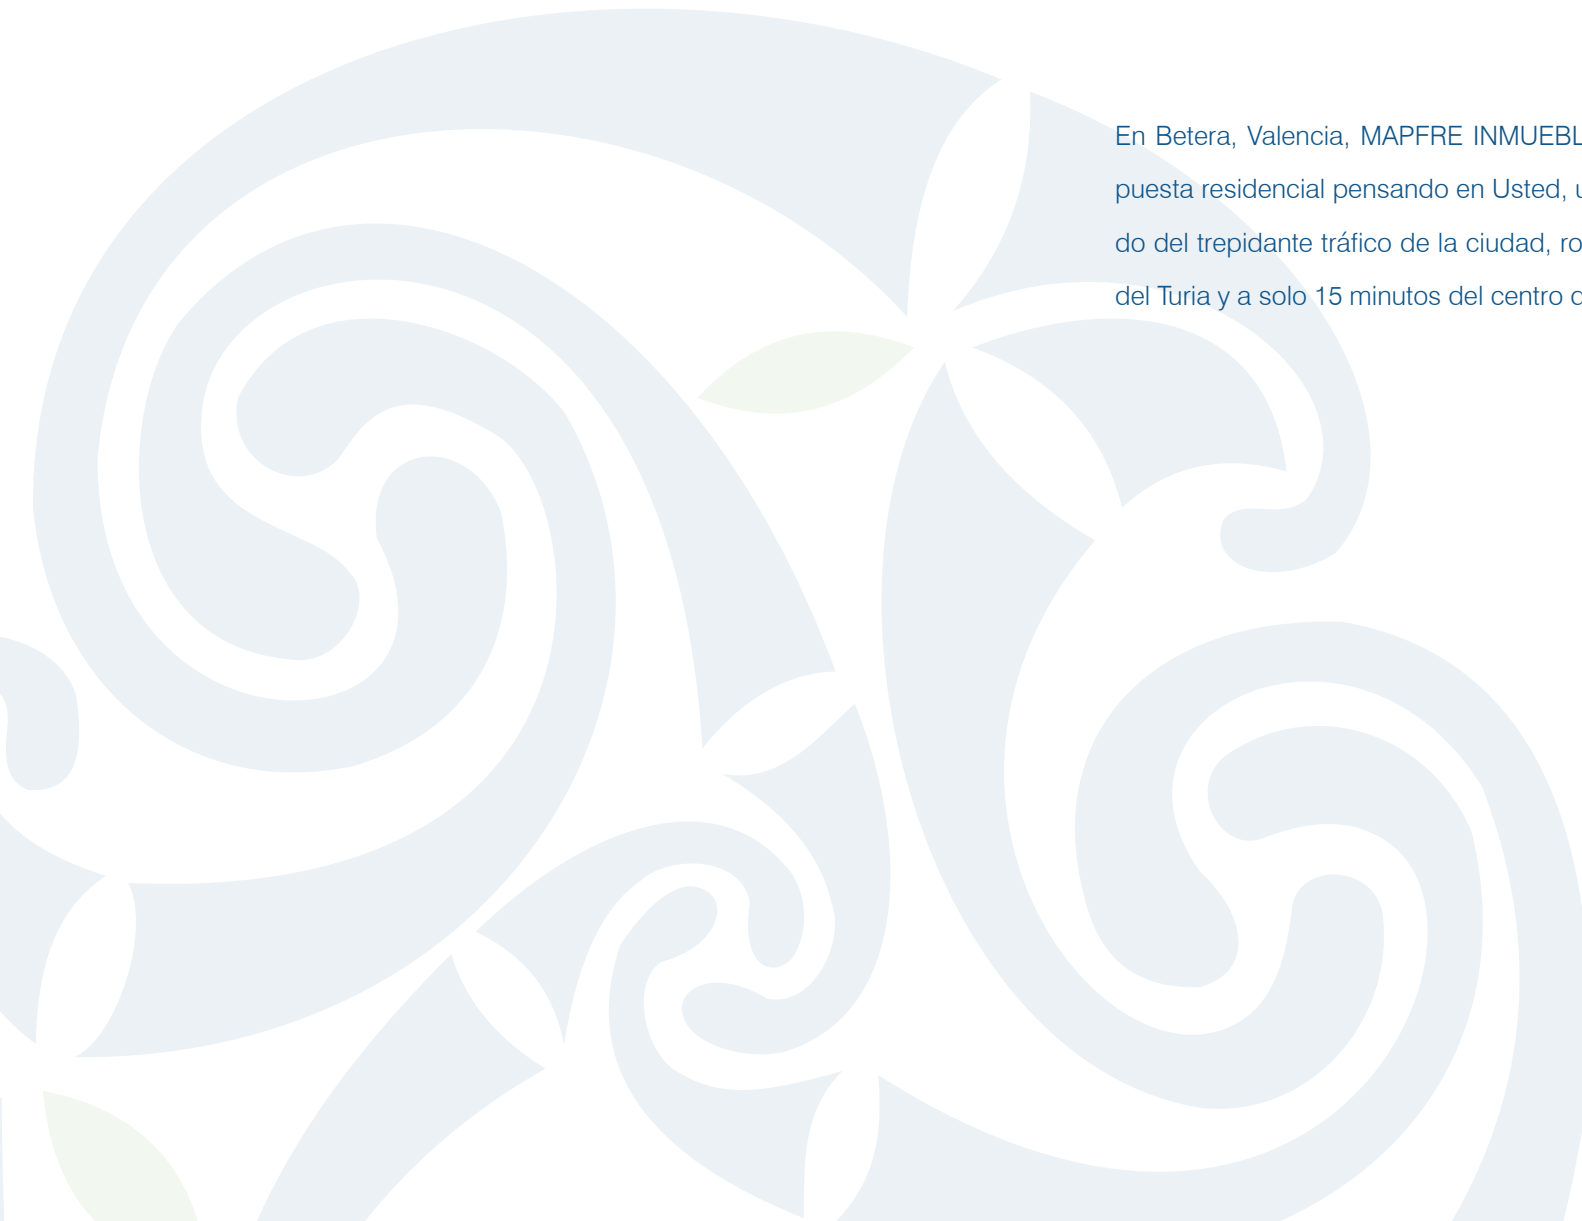 En Betera, Valencia, MAPFRE INMUEBL
puesta residencial pensando en Usted, u
do del trepidante tráfico de la ciudad, ro
del Turia y a solo 15 minutos del centro d